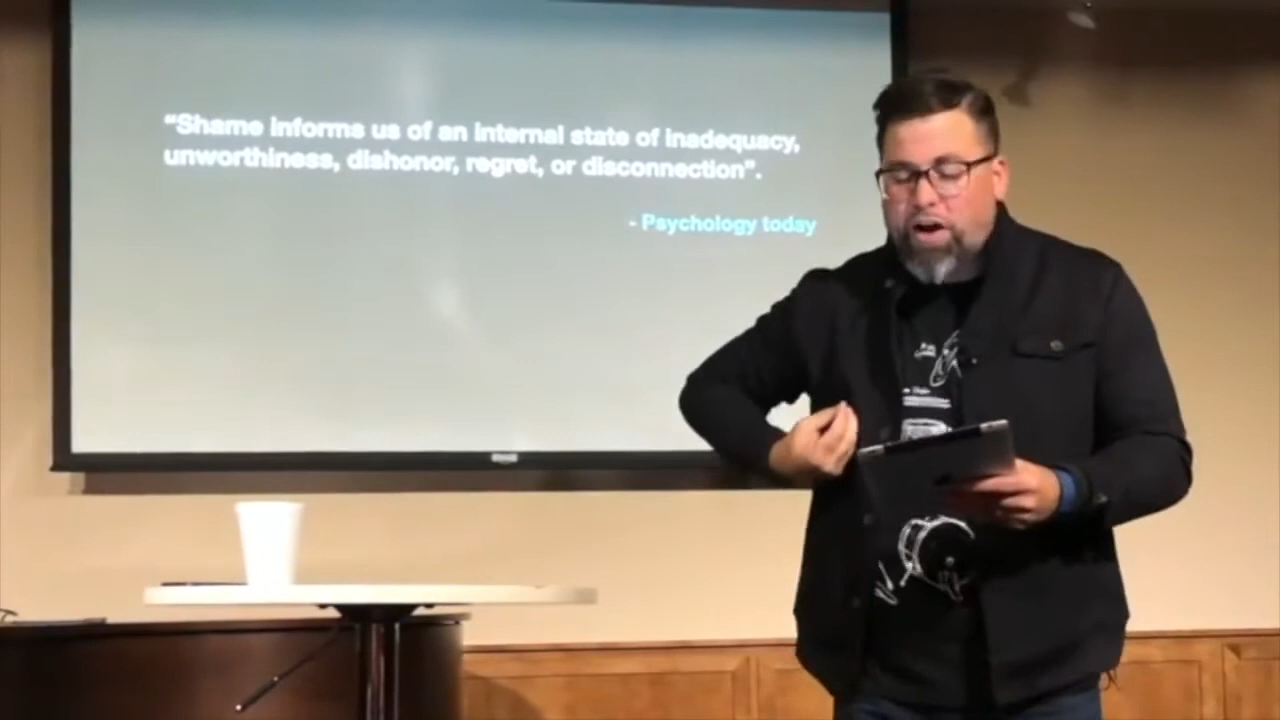 “Shame informs us of an internal state of inadequacy,
unworthiness, dishonor, regret, or disconnection”.
- Psychology today